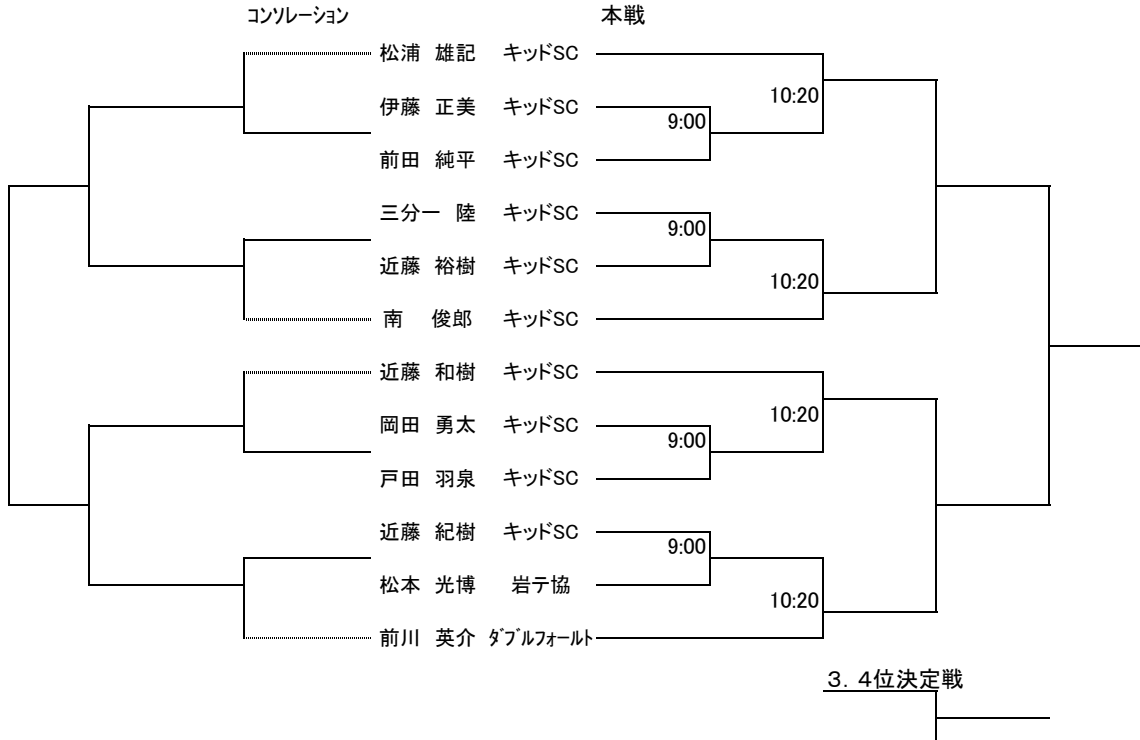 コンソレーション 本戦
松浦 雄記 キッドSC
10:20
伊藤 正美 キッドSC
9:00
前田 純平 キッドSC
三分一 陸 キッドSC
9:00
近藤 裕樹 キッドSC
10:20
南 俊郎 キッドSC
近藤 和樹 キッドSC
10:20
岡田 勇太 キッドSC
9:00
戸田 羽泉 キッドSC
近藤 紀樹 キッドSC
9:00
松本 光博 岩テ協
10:20
前川 英介 ダブルフォールト
3．4位決定戦